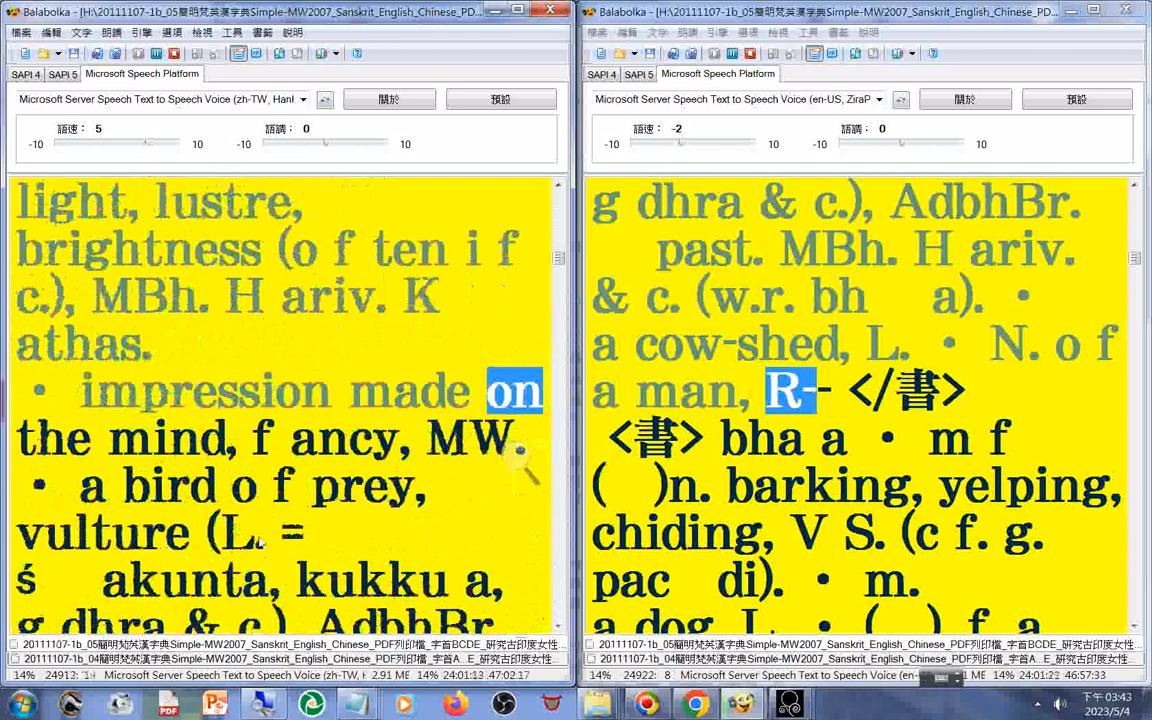 Balabolka - [H:\20111107-1b_05簡明梵英漢字典Simple-MW2007_Sanskrit_English_Chinese_PD...
檔案 編輯 文字 朗讀 引擎 選項 檢視 工具 書籤 說明
SAPI 4 SAPI 5 Microsoft Speech Platform
Microsoft Server Speech Text to Speech Voice (zh-TW, HanH 關於 預設
語速： 5 語調： 0
-10 10 -10 10
light, lustre,
brightness (o f ten i f
c.), MBh. H ariv. K
athas.
• impression made on
the mind, f ancy, MW
• a bird o f prey,
vulture (L. =
ś akunta, kukku a,
g dhra & c.), AdbhBr.
20111107-1b_05簡明梵英漢字典Simple-MW2007_Sanskrit_English_Chinese_PDF列印檔_字首BCDE_研究古印度女性...
20111107-1b_04簡明梵英漢字典Simple-MW2007_Sanskrit_English_Chinese_PDF列印檔_字首A...E_研究古印度女性...
14% 24912: Microsoft Server Speech Text to Speech Voice (zh-TW, 2.91 ME 14% 24:01:13 47:02:17
Balabolka - [H:\20111107-1b_05簡明梵英漢字典Simple-MW2007_Sanskrit_English_Chinese_PD...
檔案 編輯 文字 朗讀 引擎 選項 檢視 工具 書籤 說明
SAPI 4 SAPI 5 Microsoft Speech Platform
Microsoft Server Speech Text to Speech Voice (en-US, ZiraP 關於 預設
語速： -2 語調： 0
-10 10 -10 10
g dhra & c.), AdbhBr.
past. MBh. H ariv.
& c. (w.r. bh a). •
a cow-shed, L. • N. o f
a man, R-- </書>
<書> bha a • m f
( )n. barking, yelping,
chiding, V S. (c f. g.
pac di). • m.
a dog, L. • ( ), f. a
20111107-1b_05簡明梵英漢字典Simple-MW2007_Sanskrit_English_Chinese_PDF列印檔_字首BCDE_研究古印度女性...
20111107-1b_04簡明梵英漢字典Simple-MW2007_Sanskrit_English_Chinese_PDF列印檔_字首A...E_研究古印度女性...
14% 24922: 8 Microsoft Server Speech Text to Speech Voice (en-US, 14% 24:01:21 46:57:33
下午 03:43
2023/5/4